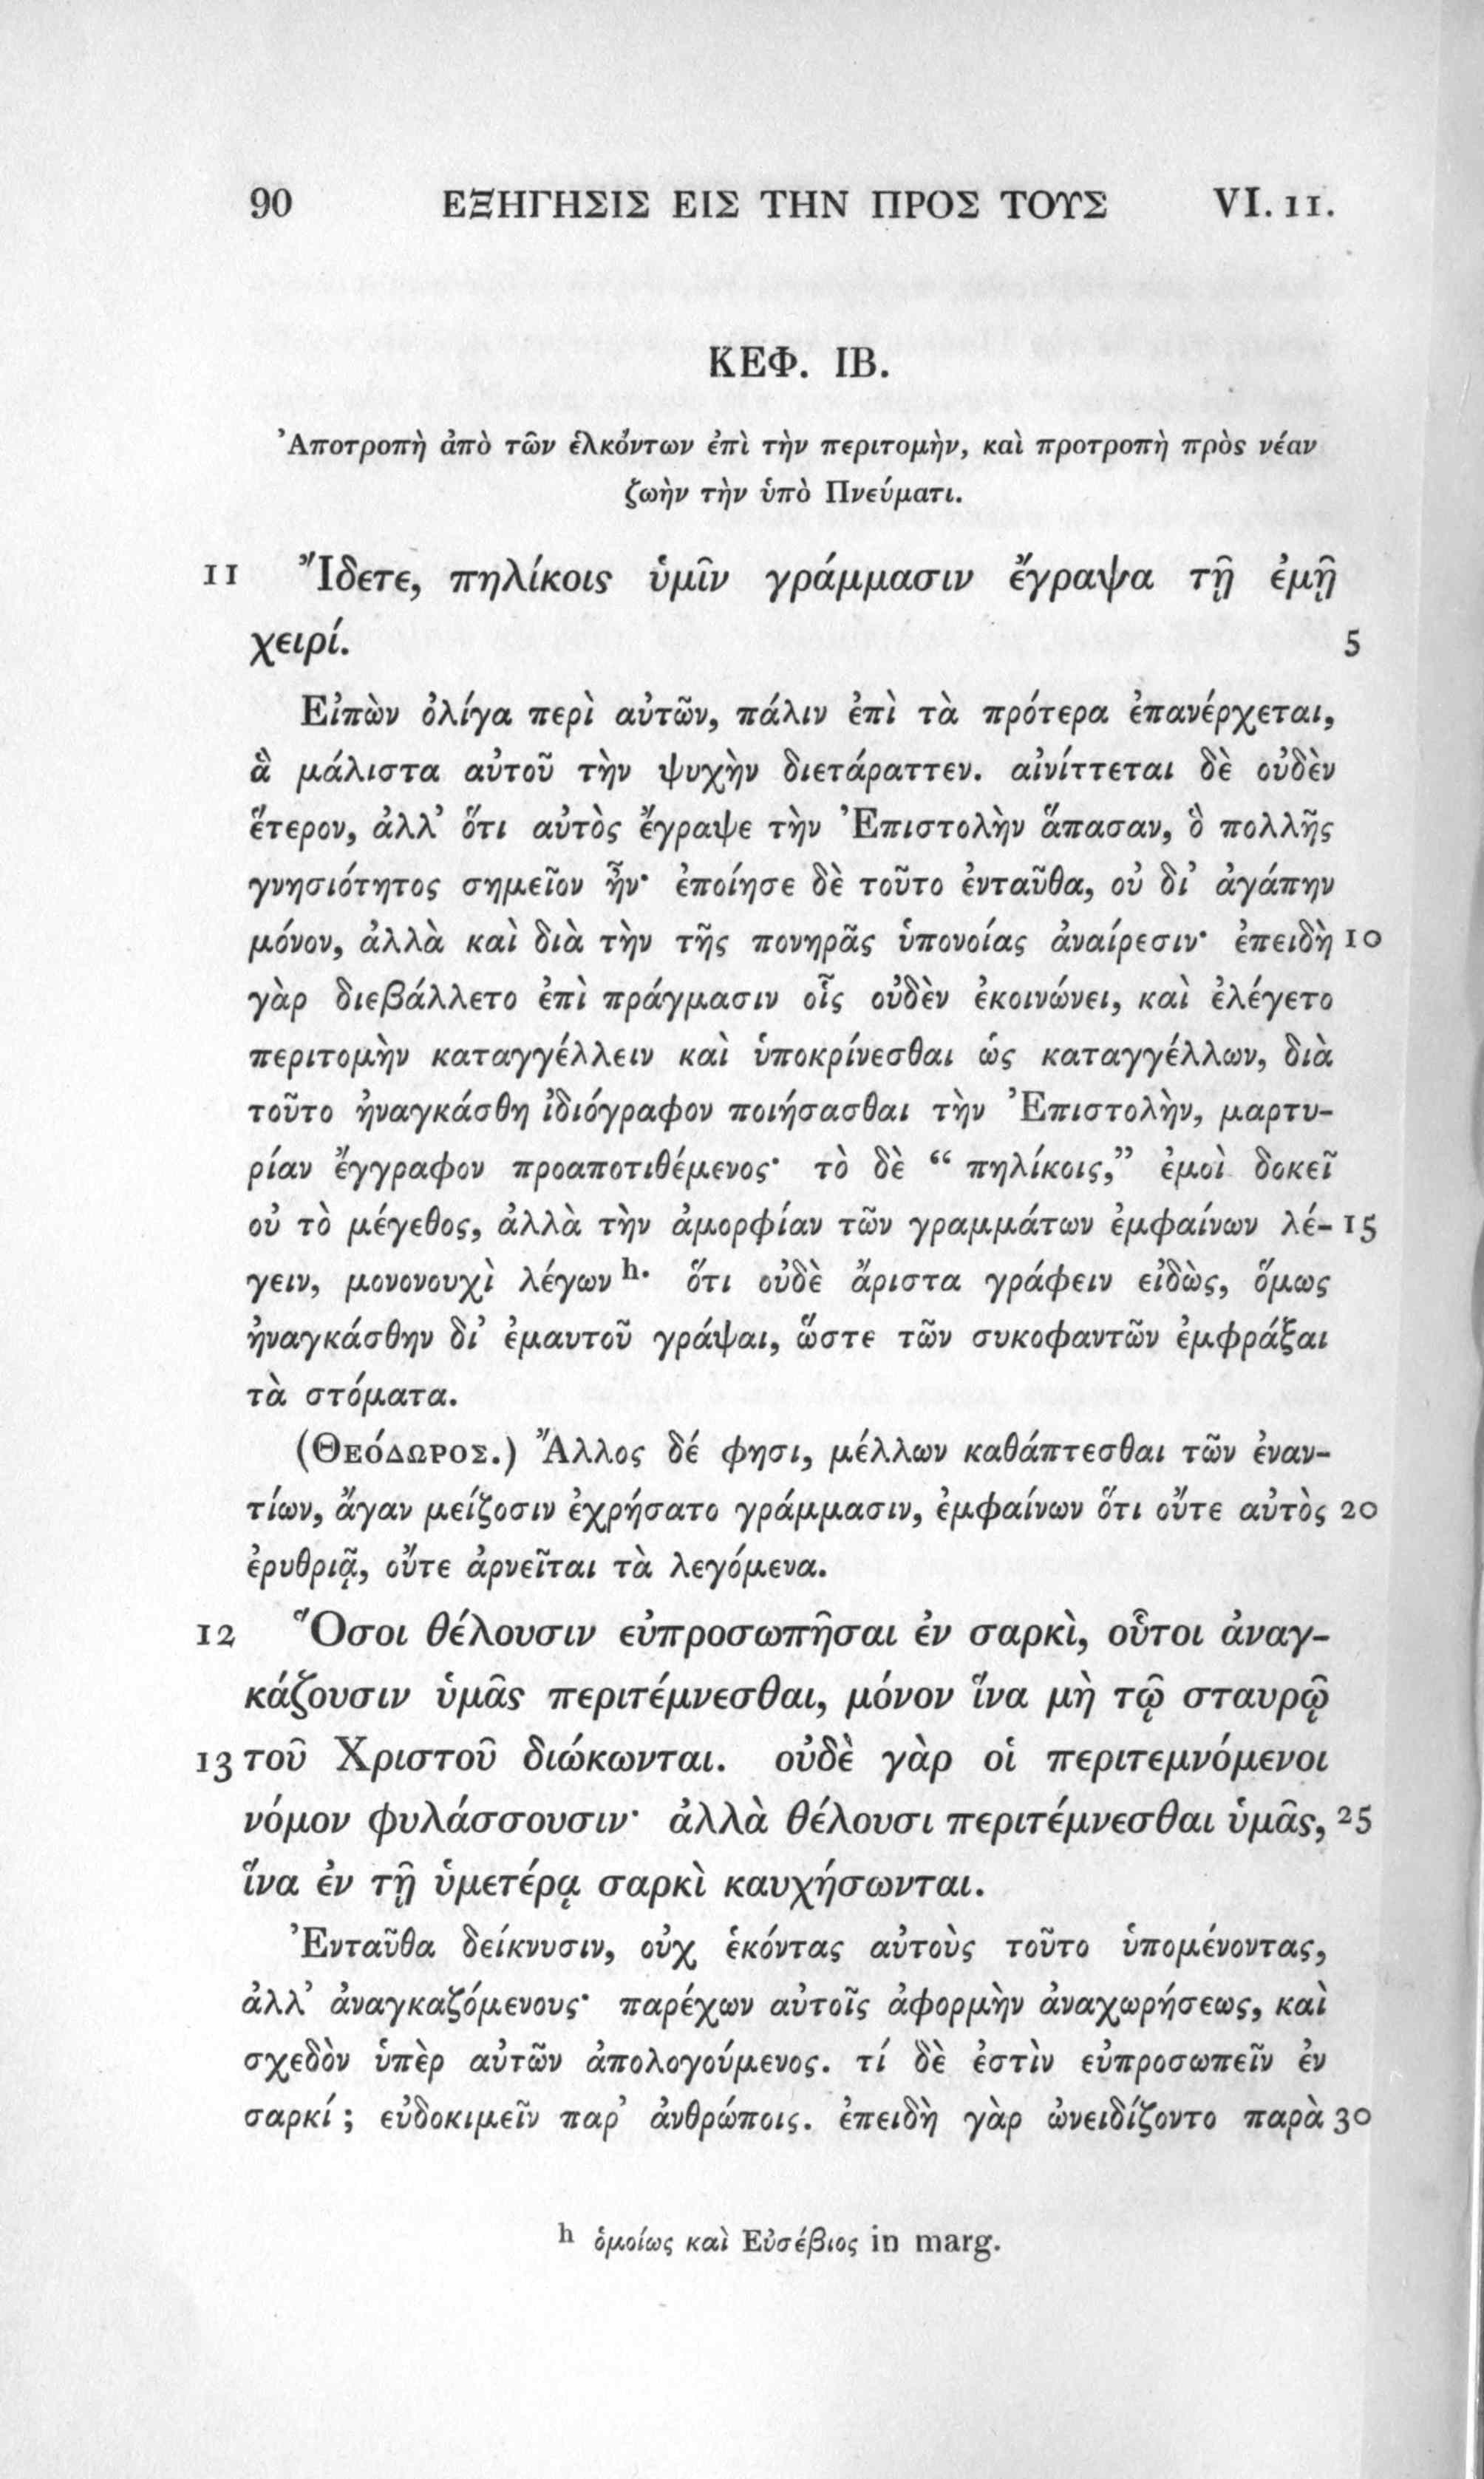 90 ΕΞΗΓΗΣΙΣ ΕΙΣ ΤΗΝ ΠΡΟΣ ΤΟΥΣ VI. 11.
ΚΕΦ. ΙΒ.
Ἀποτροπὴ ἀπὸ τῶν ἑλκόντων ἐπὶ τὴν περιτομὴν, καὶ προτροπὴ πρὸς νέαν
ζωὴν τὴν ὑπὸ Πνεύματι.
11 Ἴδετε, πηλίκοις ὑμῖν γράμμασιν ἔγραψα τῇ ἐμῇ
χειρί. 5
Εἰπὼν ὀλίγα περὶ αὐτῶν, πάλιν ἐπὶ τὰ πρότερα ἐπανέρχεται,
ἃ μάλιστα αὐτοῦ τὴν ψυχὴν διετάραττεν. αἰνίττεται δὲ οὐδὲν
ἕτερον, ἀλλ’ ὅτι αὐτὸς ἔγραψε τὴν Ἐπιστολὴν ἅπασαν, ὃ πολλῆς
γνησιότητος σημεῖον ἦν· ἐποίησε δὲ τοῦτο ἐνταῦθα, οὐ δι’ ἀγάπην
μόνον, ἀλλὰ καὶ διὰ τὴν τῆς πονηρᾶς ὑπονοίας ἀναίρεσιν· ἐπειδὴ 10
γὰρ διεβάλλετο ἐπὶ πράγμασιν οἷς οὐδὲν ἐκοινώνει, καὶ ἐλέγετο
περιτομὴν καταγγέλλειν καὶ ὑποκρίνεσθαι ὡς καταγγέλλων, διὰ
τοῦτο ἠναγκάσθη ἰδιόγραφον ποιήσασθαι τὴν Ἐπιστολὴν, μαρτυ-
ρίαν ἔγγραφον προαποτιθέμενος· τὸ δὲ “ πηλίκοις,” ἐμοὶ δοκεῖ
οὐ τὸ μέγεθος, ἀλλὰ τὴν ἀμορφίαν τῶν γραμμάτων ἐμφαίνων λέ- 15
γειν, μονονουχὶ λέγων h· ὅτι οὐδὲ ἄριστα γράφειν εἰδὼς, ὅμως
ἠναγκάσθην δι’ ἐμαυτοῦ γράψαι, ὥστε τῶν συκοφαντῶν ἐμφράξαι
τὰ στόματα.
(Θεόδωρος.) Ἄλλος δέ φησι, μέλλων καθάπτεσθαι τῶν ἐναν-
τίων, ἄγαν μείζοσιν ἐχρήσατο γράμμασιν, ἐμφαίνων ὅτι οὔτε αὐτὸς 20
ἐρυθριᾷ, οὔτε ἀρνεῖται τὰ λεγόμενα.
12 Ὅσοι θέλουσιν εὐπροσωπῆσαι ἐν σαρκὶ, οὗτοι ἀναγ-
κάζουσιν ὑμᾶς περιτέμνεσθαι, μόνον ἵνα μὴ τῷ σταυρῷ
13 τοῦ Χριστοῦ διώκωνται. οὐδὲ γὰρ οἱ περιτεμνόμενοι
νόμον φυλάσσουσιν· ἀλλὰ θέλουσι περιτέμνεσθαι ὑμᾶς, 25
ἵνα ἐν τῇ ὑμετέρᾳ σαρκὶ καυχήσωνται.
Ἐνταῦθα δείκνυσιν, οὐχ ἑκόντας αὐτοὺς τοῦτο ὑπομένοντας,
ἀλλ’ ἀναγκαζόμενους· παρέχων αὐτοῖς ἀφορμὴν ἀναχωρήσεως, καὶ
σχεδὸν ὑπὲρ αὐτῶν ἀπολογούμενος. τί δὲ ἐστὶν εὐπροσωπεῖν ἐν
σαρκί ; εὐδοκιμεῖν παρ’ ἀνθρώποις. ἐπειδὴ γὰρ ὠνειδίζοντο παρὰ 30
h ὁμοίως καὶ Εὐσέβιος in marg.